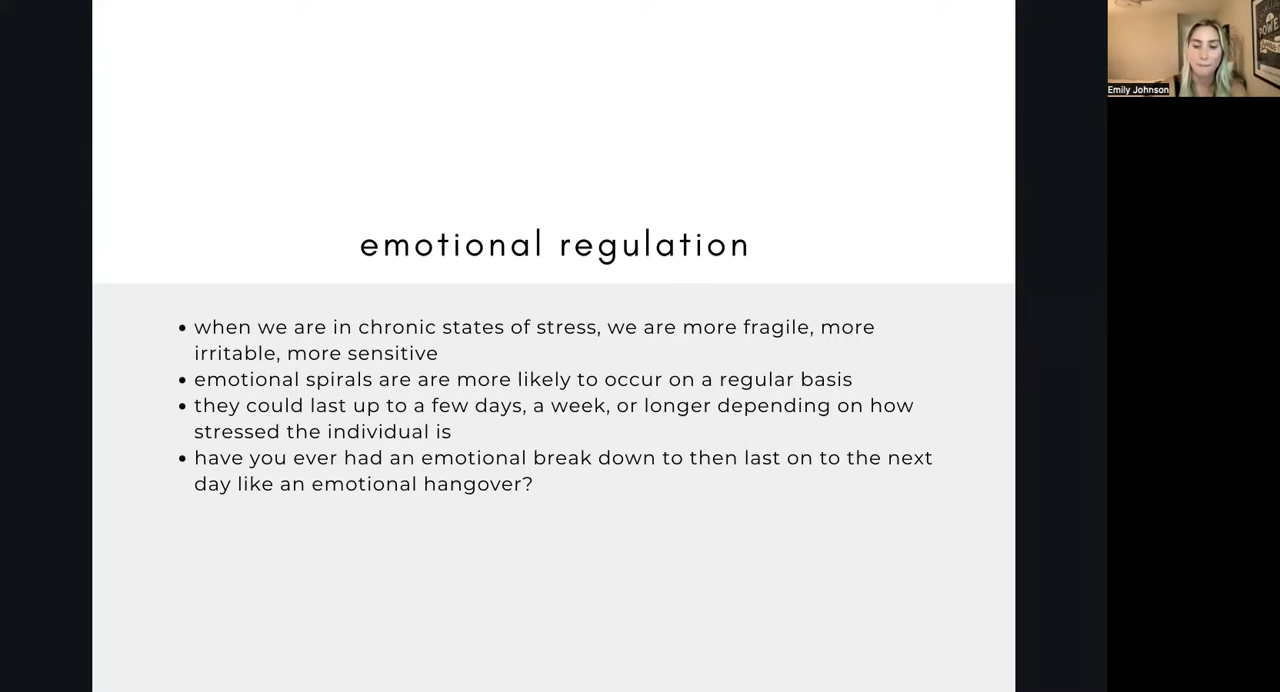 emotional regulation
• when we are in chronic states of stress, we are more fragile, more
irritable, more sensitive
• emotional spirals are are more likely to occur on a regular basis
• they could last up to a few days, a week, or longer depending on how
stressed the individual is
• have you ever had an emotional break down to then last on to the next
day like an emotional hangover?
Emily Johnson